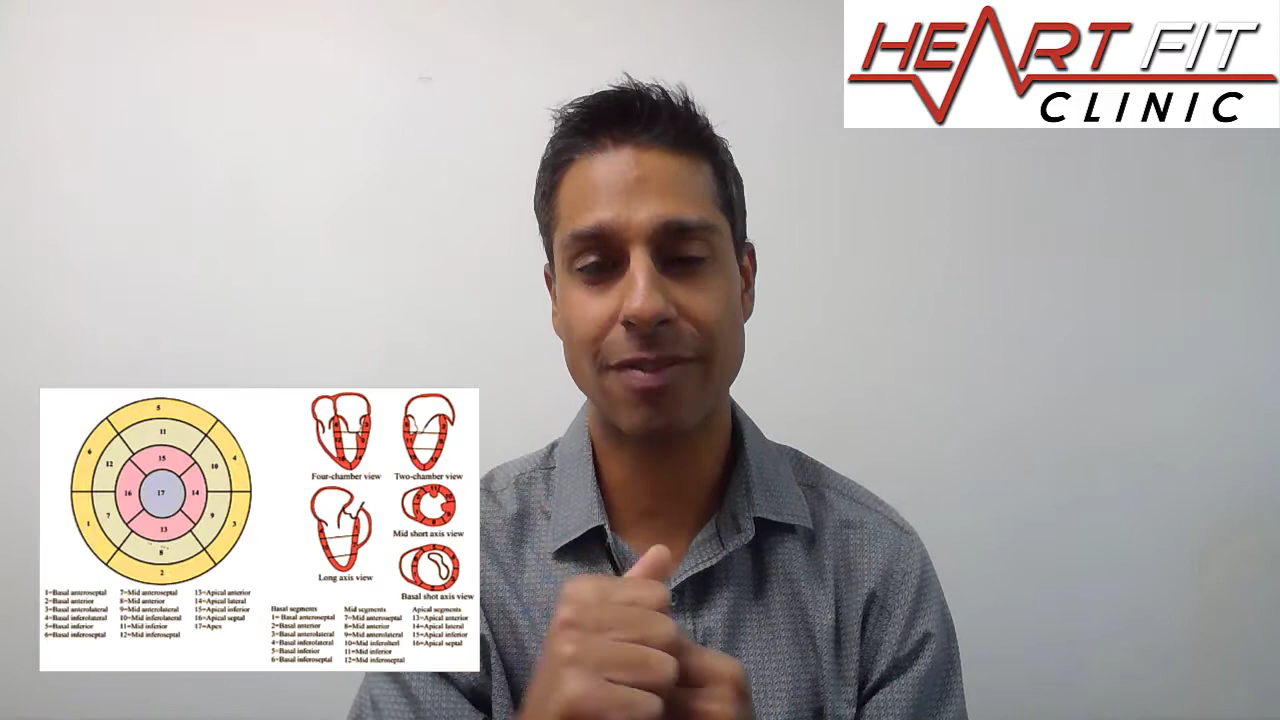 HEART FIT
CLINIC
5
11
6
4
15
12
10
16
17
14
7
9
1
13
3
8
2
Four-chamber view
Two-chamber view
Mid short axis view
Long axis view
Basal shot axis view
1=Basal anteroseptal
2=Basal anterior
3=Basal anterolateral
4=Basal inferolateral
5=Basal inferior
6=Basal inferoseptal
7=Mid anteroseptal
8=Mid anterior
9=Mid anterolateral
10=Mid inferolateral
11=Mid inferior
12=Mid inferoseptal
13=Apical anterior
14=Apical lateral
15=Apical inferior
16=Apical septal
17=Apex
Basal segments
1= Basal anteroseptal
2=Basal anterior
3=Basal anterolateral
4=Basal inferolateral
5=Basal inferior
6=Basal inferoseptal
Mid segments
7=Mid anteroseptal
8=Mid anterior
9=Mid anterolateral
11=Mid inferior
12=Mid inferoseptal
Apical segments
13=Apical anterior
14=Apical lateral
15=Apical inferior
16=Apical septal